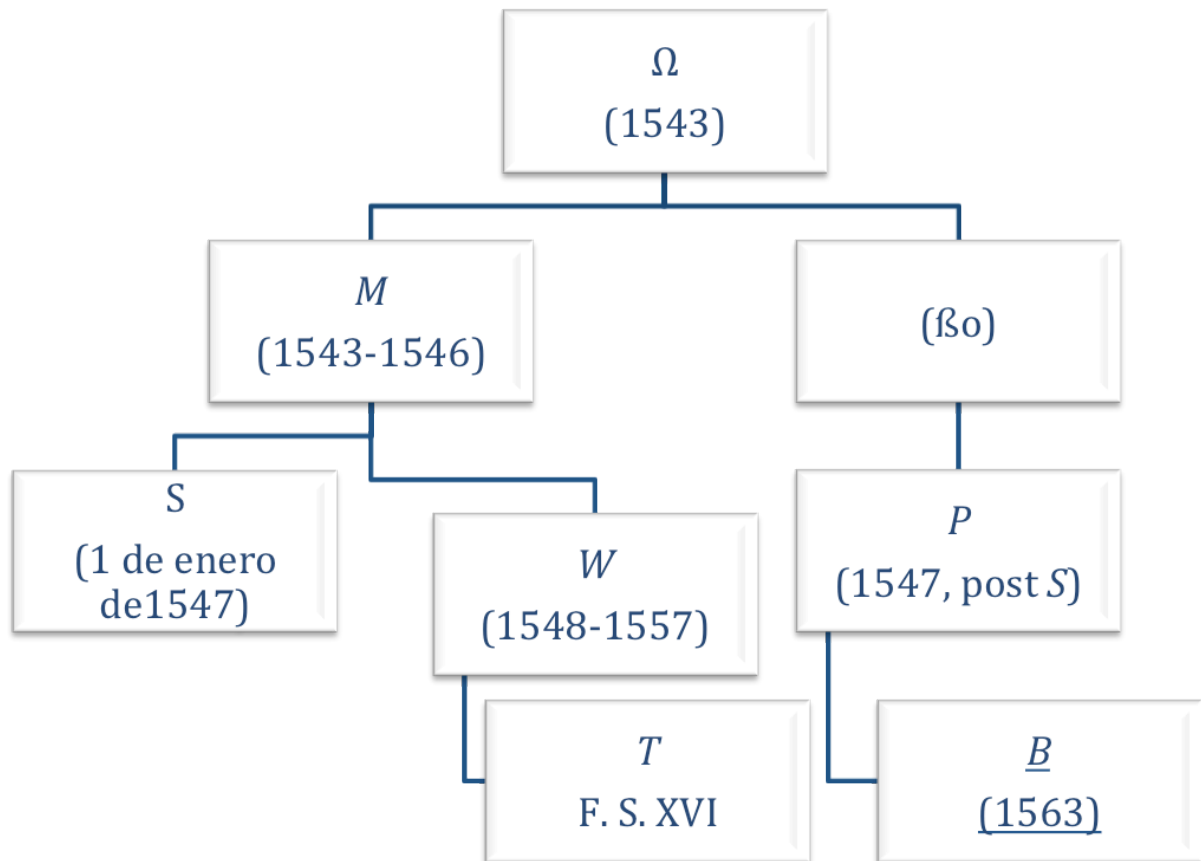 Ω
(1543)
M
(1543-1546)
(ßo)
S
(1 de enero
de1547)
W
(1548-1557)
P
(1547, post S)
T
F. S. XVI
B
(1563)